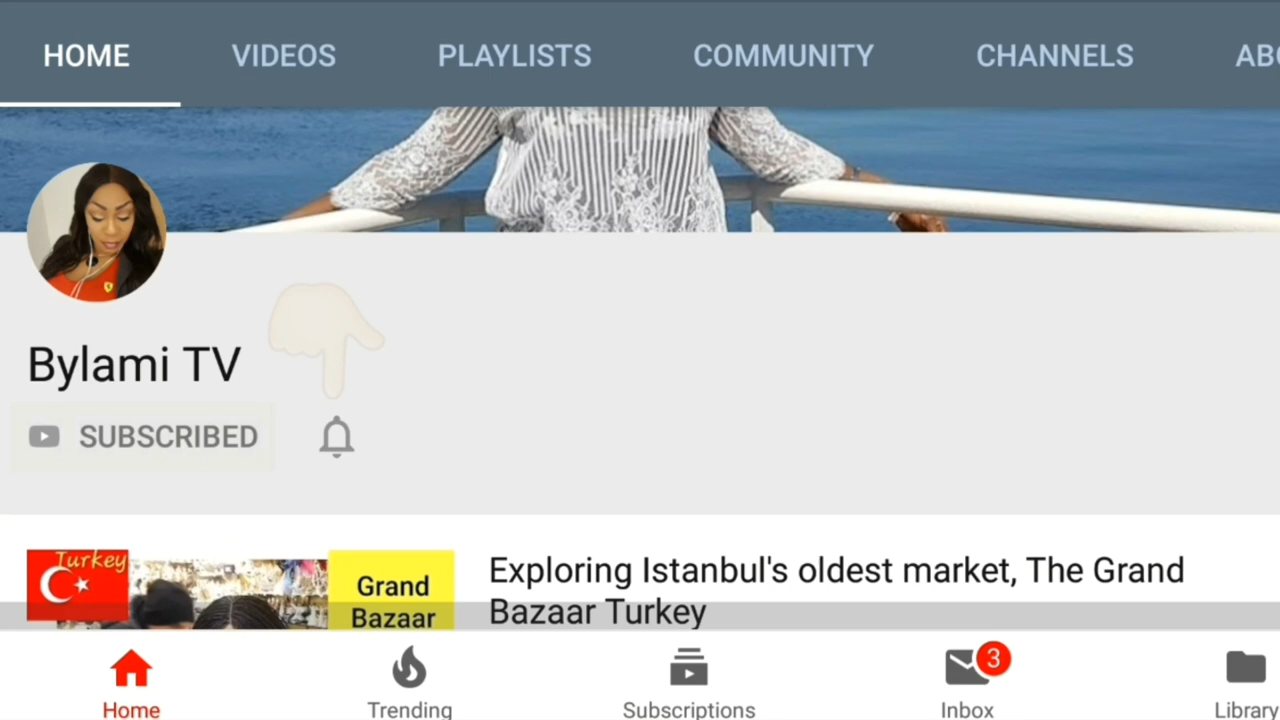 HOME VIDEOS PLAYLISTS COMMUNITY CHANNELS
Bylami TV
SUBSCRIBED
Turkey
Grand
Bazaar
Exploring Istanbul's oldest market, The Grand
Bazaar Turkey
3
Home Trending Subscriptions Inbox Library